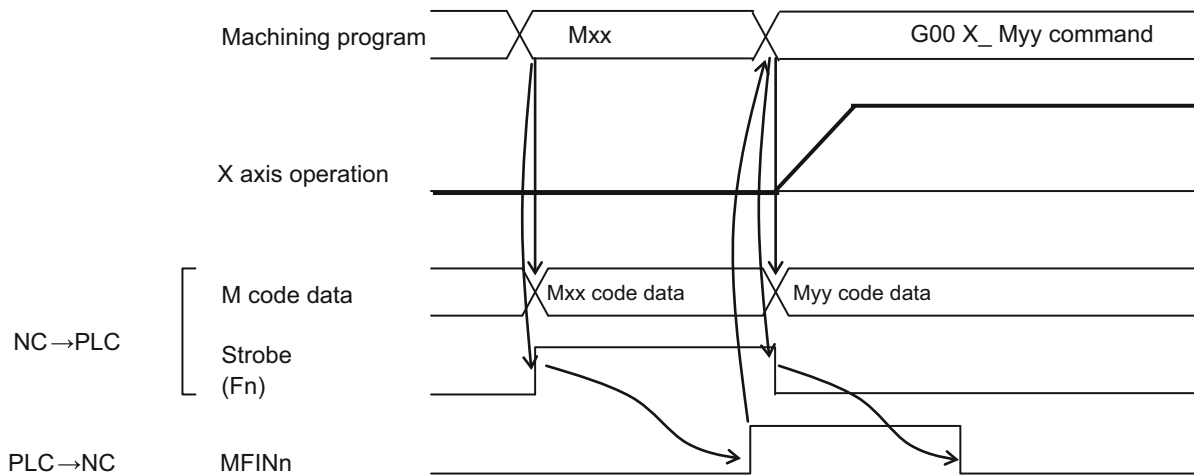 Machining program
Mxx
G00 X_ Myy command
X axis operation
M code data
Mxx code data
Myy code data
NC→PLC
Strobe
(Fn)
PLC→NC
MFINn